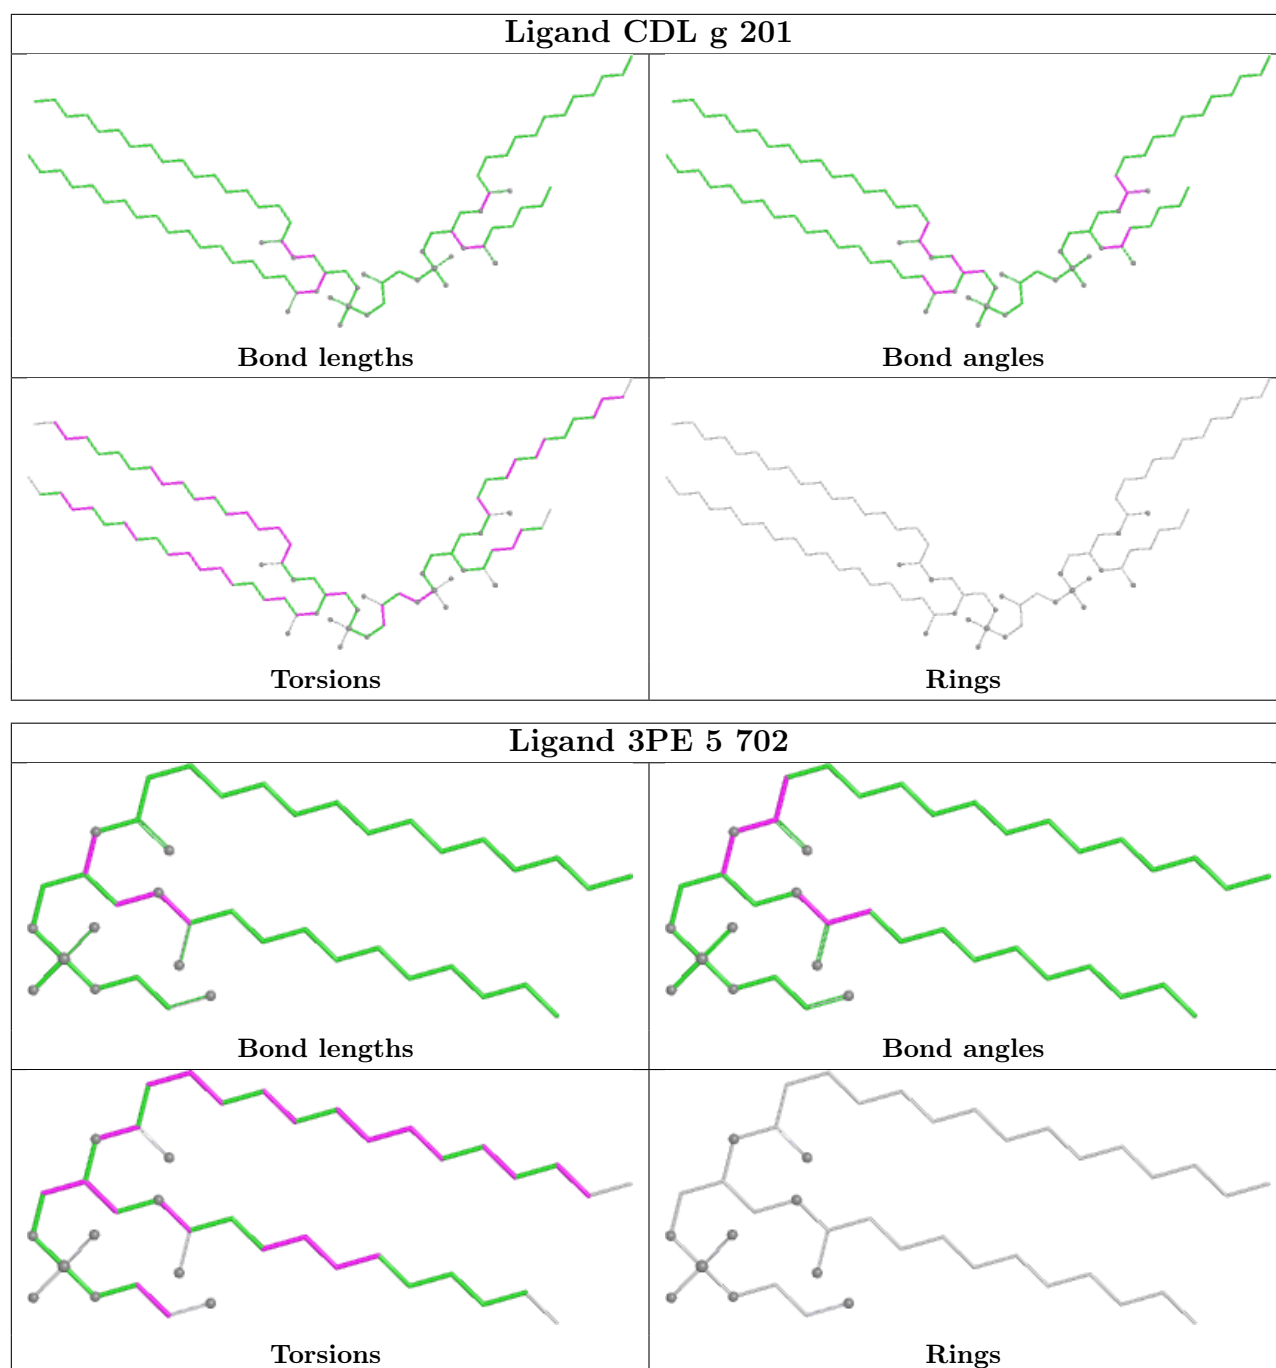 Ligand CDL g 201
Bond lengths
Bond angles
Torsions
Rings
Ligand 3PE 5 702
Bond lengths
Bond angles
Torsions
Rings